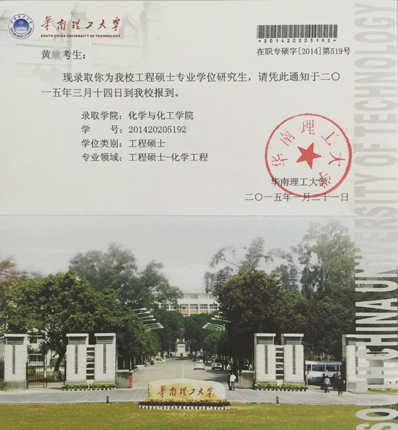 华南理工大学
SOUTH CHINA UNIVERSITY OF TECHNOLOGY
*201420205192*
在职专硕字[2014]第519号
黄 考生：
现录取你为我校工程硕士专业学位研究生，请凭此通知于二〇
一五年三月十四日到我校报到。
录取学院：化学与化工学院
学　　号：201420205192
学位类别：工程硕士
专业领域：工程硕士-化学工程
华南理工大学
华南理工大学
二〇一五年一月二十一日
华南理工大学
SOUTH CHINA UNIVERSITY OF TECHNOLOGY